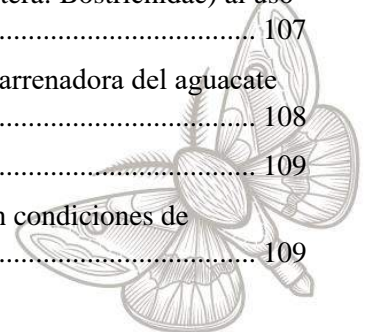 tera: Bostrichidae) al uso
.................................... 107
arrenadora del aguacate
.................................... 108
.................................... 109
n condiciones de
.................................... 109